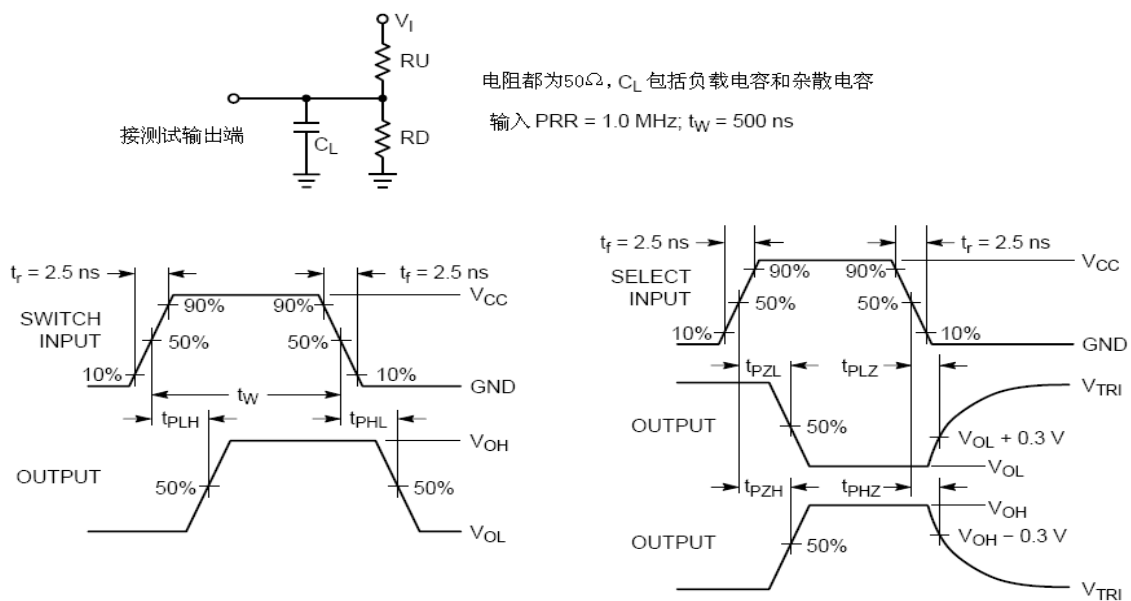 V_I
RU
电阻都为50Ω, C_L 包括负载电容和杂散电容
接测试输出端
C_L
RD
输入 PRR = 1.0 MHz; t_W = 500 ns
t_r = 2.5 ns
t_f = 2.5 ns
SWITCH INPUT
90%
90%
V_CC
50%
50%
10%
10%
GND
t_W
t_PLH
t_PHL
OUTPUT
V_OH
50%
50%
V_OL
t_f = 2.5 ns
t_r = 2.5 ns
SELECT INPUT
90%
90%
V_CC
50%
50%
10%
10%
GND
t_PZL
t_PLZ
V_TRI
OUTPUT
50%
V_OL + 0.3 V
V_OL
t_PZH
t_PHZ
V_OH
OUTPUT
50%
V_OH − 0.3 V
V_TRI